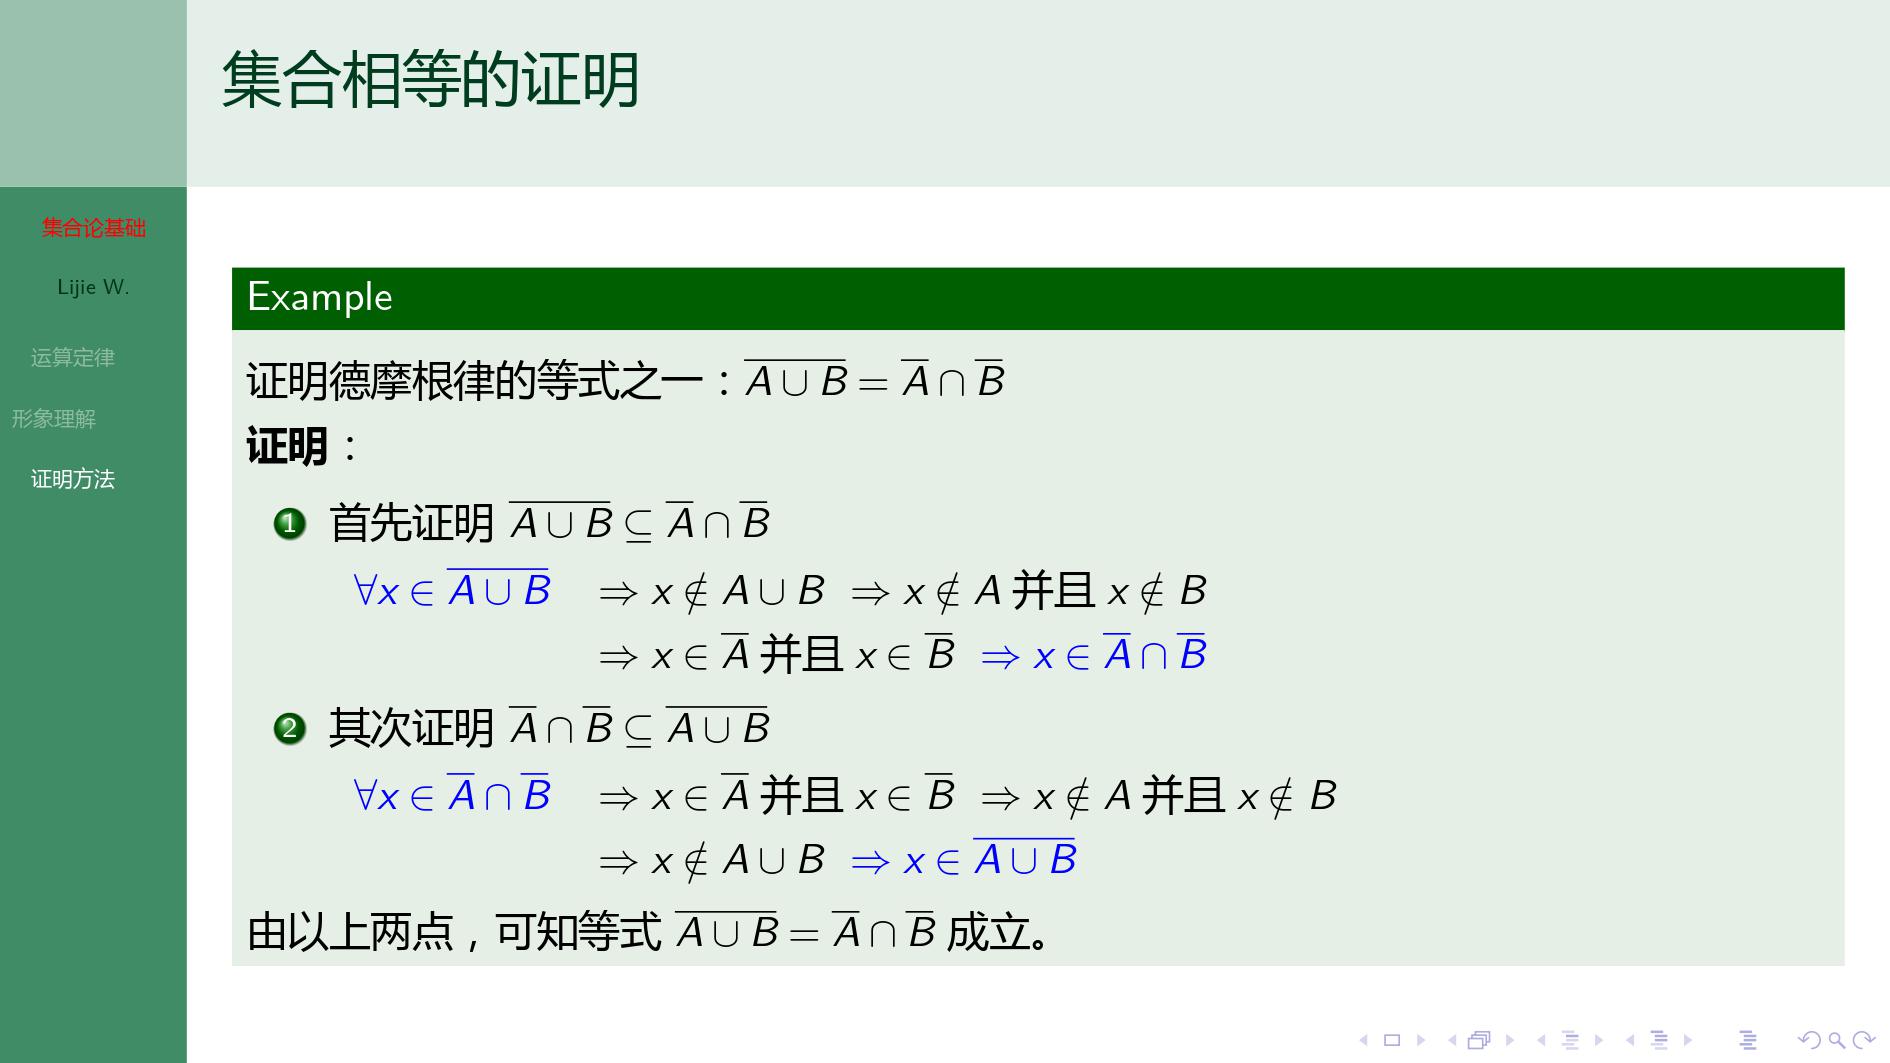 集合相等的证明
集合论基础
Lijie W.
运算定律
形象理解
证明方法
Example
证明德摩根律的等式之一：$\overline{A \cup B} = \overline{A} \cap \overline{B}$
证明：
1 首先证明 $\overline{A \cup B} \subseteq \overline{A} \cap \overline{B}$
$\forall x \in \overline{A \cup B}$ $\Rightarrow x \notin A \cup B$ $\Rightarrow x \notin A$ 并且 $x \notin B$
$\Rightarrow x \in \overline{A}$ 并且 $x \in \overline{B}$ $\Rightarrow x \in \overline{A} \cap \overline{B}$
2 其次证明 $\overline{A} \cap \overline{B} \subseteq \overline{A \cup B}$
$\forall x \in \overline{A} \cap \overline{B}$ $\Rightarrow x \in \overline{A}$ 并且 $x \in \overline{B}$ $\Rightarrow x \notin A$ 并且 $x \notin B$
$\Rightarrow x \notin A \cup B$ $\Rightarrow x \in \overline{A \cup B}$
由以上两点，可知等式 $\overline{A \cup B} = \overline{A} \cap \overline{B}$ 成立。